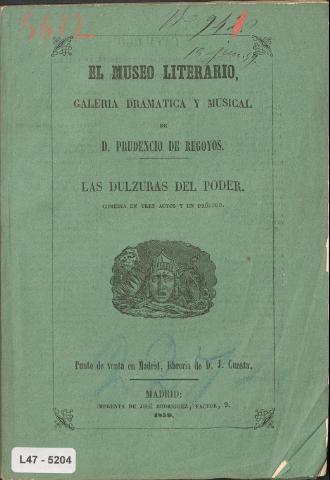 5612
EL MUSEO LITERARIO,
GALERIA DRAMATICA Y MUSICAL
DE
D. PRUDENCIO DE REGOYOS.
LAS DULZURAS DEL PODER.
COMEDIA EN TRES ACTOS Y UN PRÓLOGO.
Punto de venta en Madrid, libreria de D. J. Cuesta.
MADRID:
IMPRENTA DE JOSÉ RODRIGUEZ, FACTOR, 9.
1859.
L47 - 5204